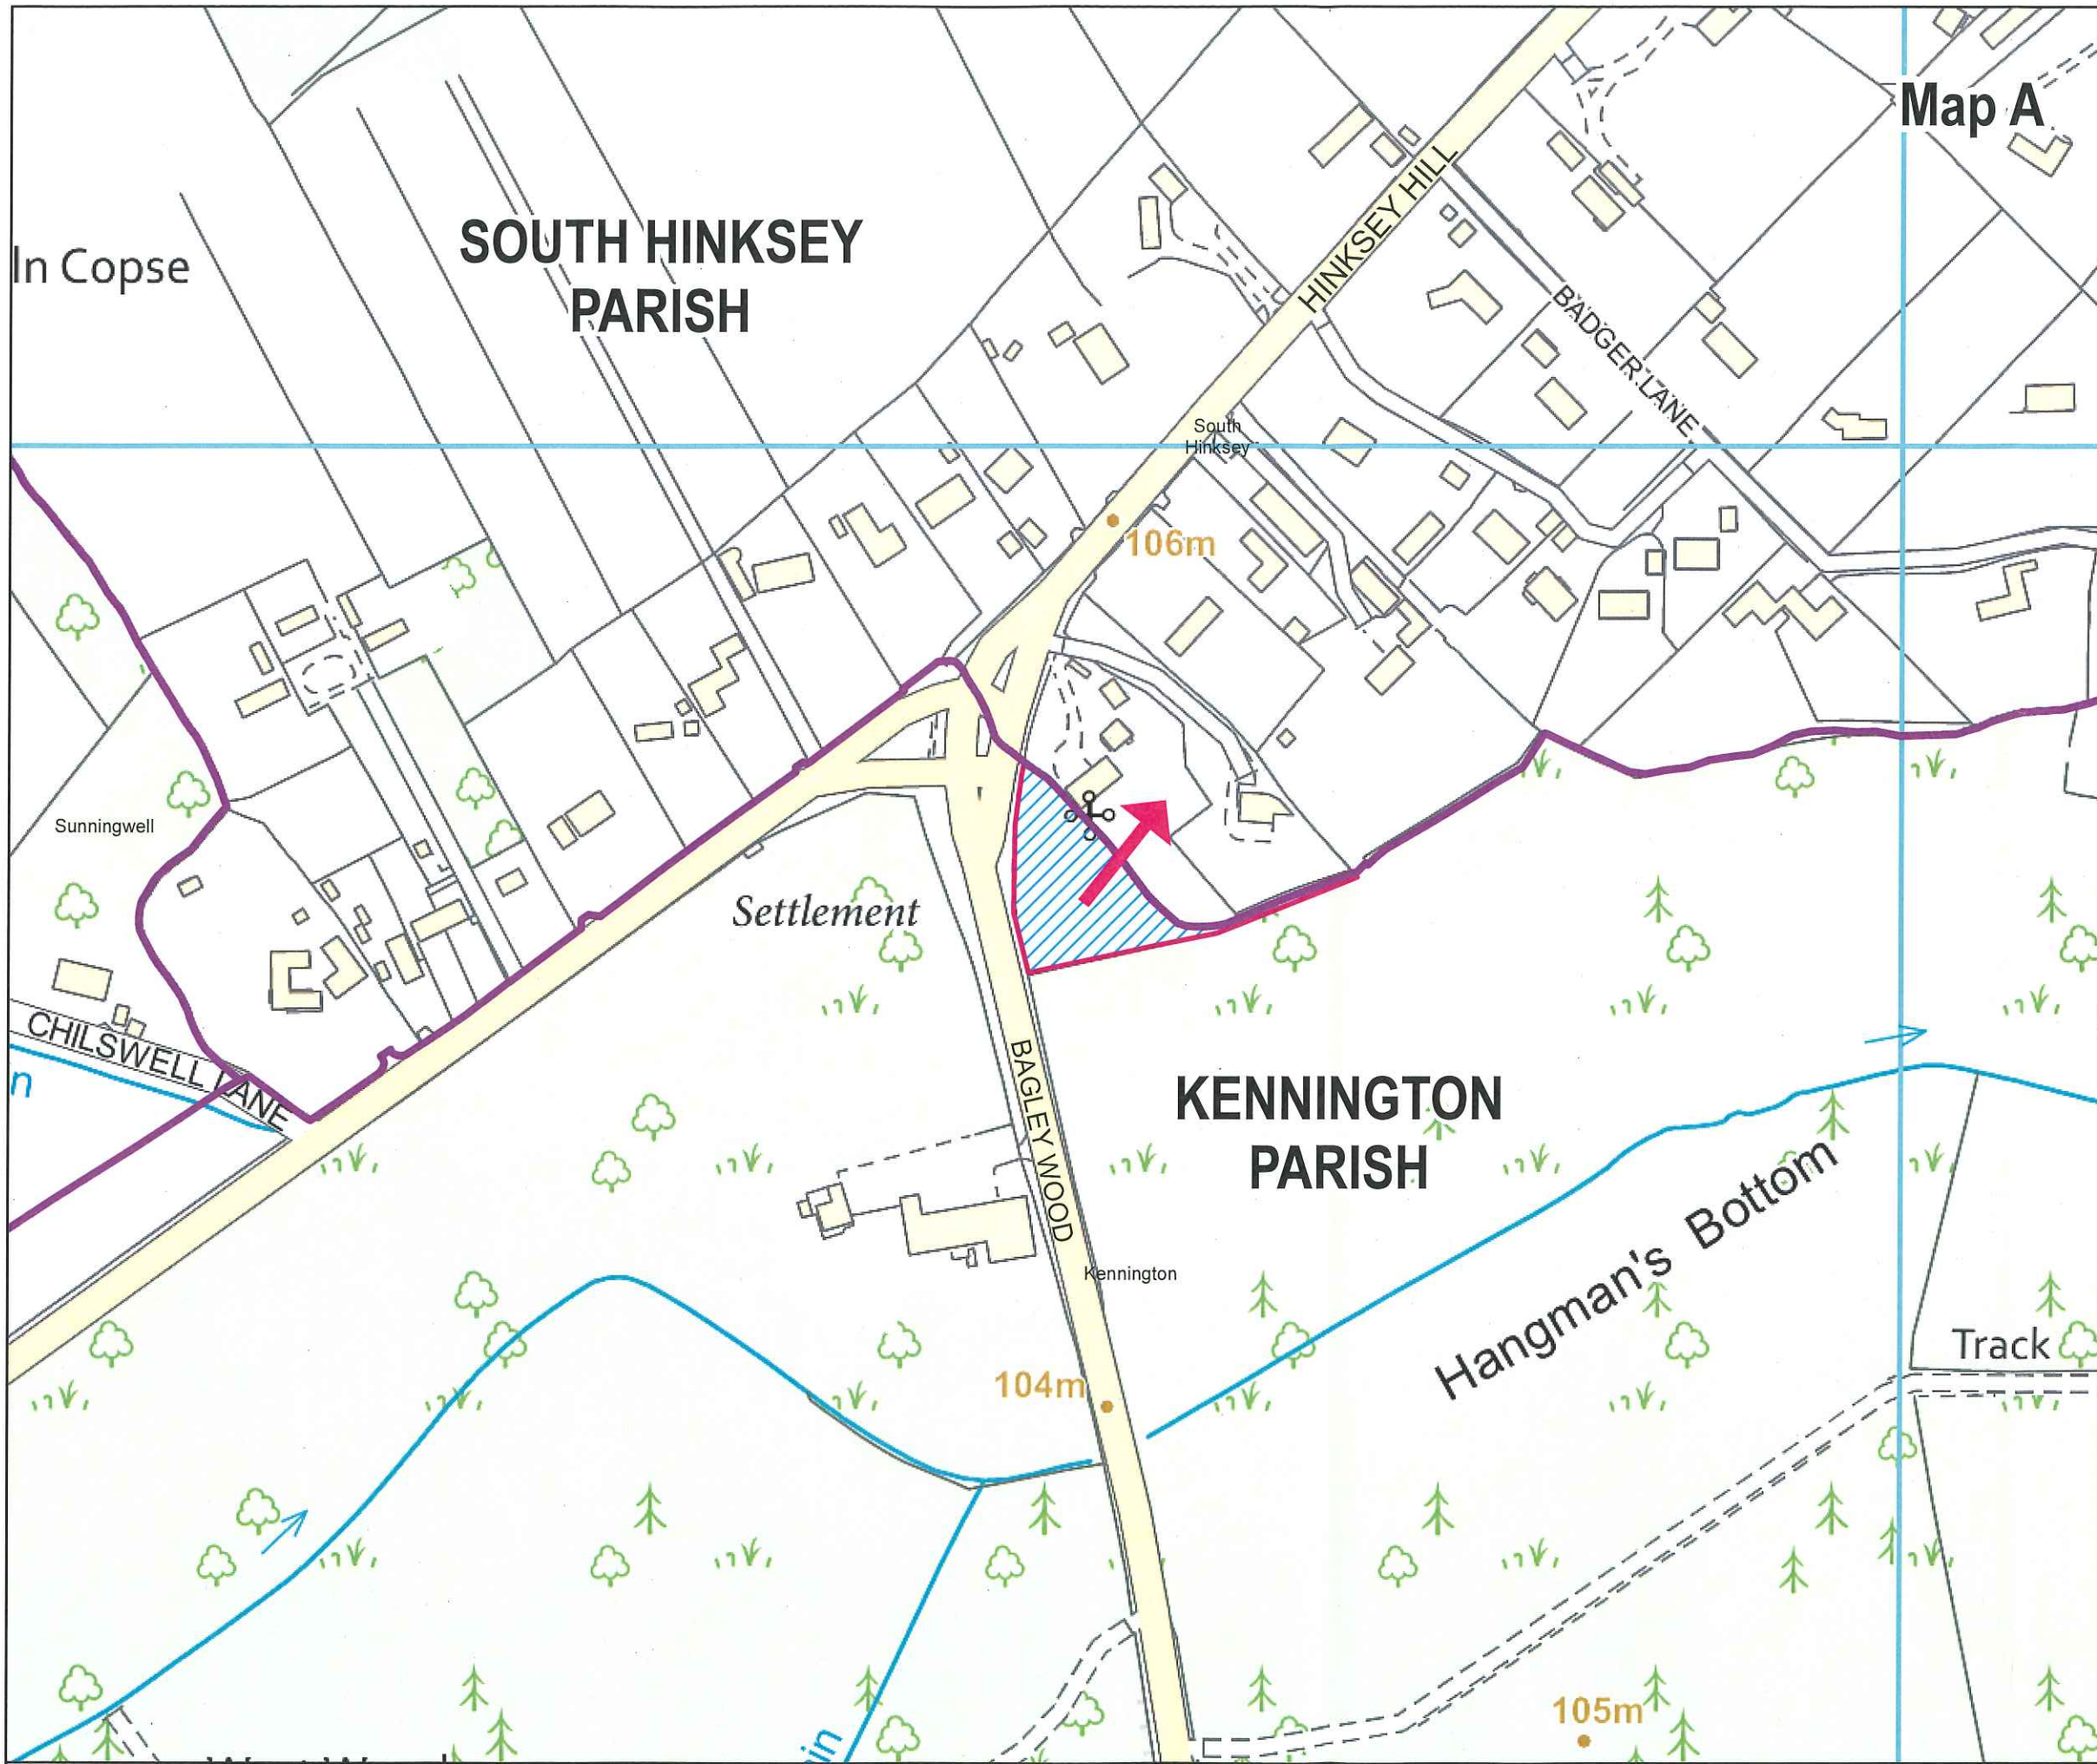 Map A
SOUTH HINKSEY
PARISH
In Copse
HINKSEY HILL
BADGER LANE
South
Hinksey
106m
Sunningwell
Settlement
CHILSWELL LANE
n
BAGLEY WOOD
KENNINGTON
PARISH
Kennington
Hangman's Bottom
Track
104m
105m
in